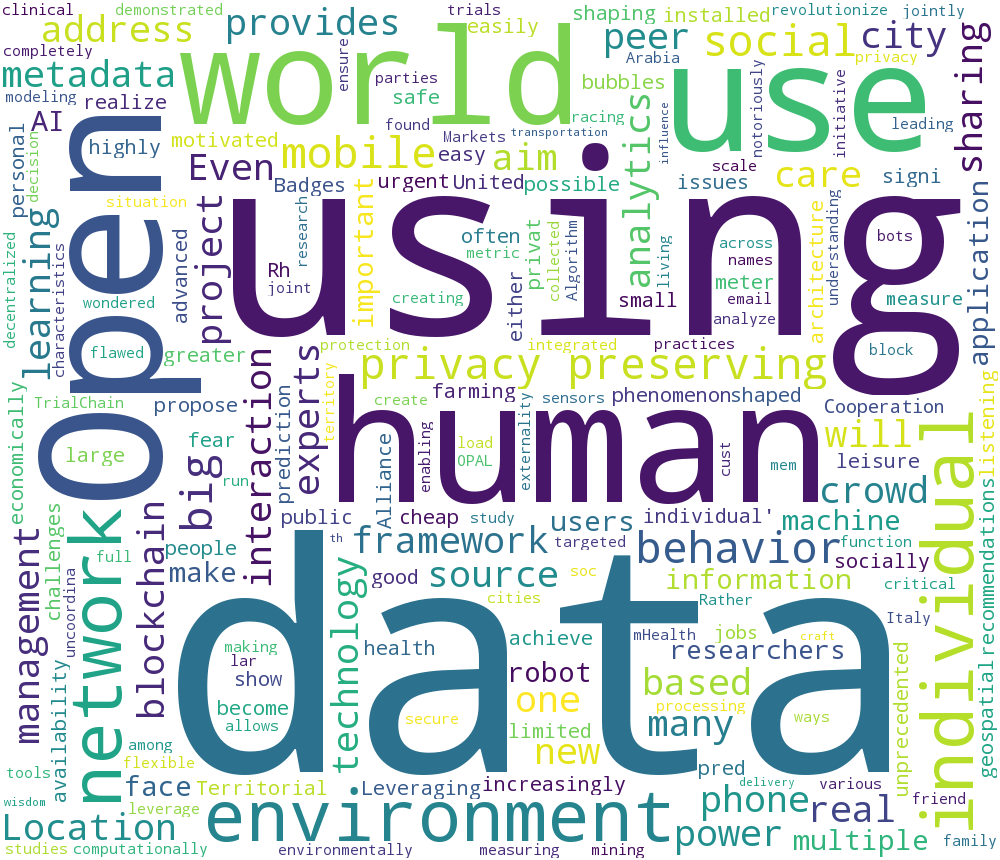 clinical
demonstrated
trials
shaping
installed
revolutionize
jointly
address
provides
easily
peer
social
city
completely
ensure
world
use
Arabia
privacy
metadata
parties
bubbles
sharing
modeling
realize
safe
analytics
notoriously
initiative
leading
AI
open
highly
racing
found
Markets
transportation
influence
motivated
mobile
easy
aim
scale
personal
decision
Even
Badges
urgent
United
possible
issues
care
signi
situation
project
important
using
learning
advanced
research
often
metric
privat
collected
Algorithm
living
across
names
bots
architecture
understanding
application
Rh
joint
creating
either
small
meter
email
analyze
measure
decentralized
characteristics
wondered
flawed
greater
protection
integrated
practices
block
privacy preserving
TrialChain
propose
interaction
experts
territory
create
farming
sensors
phenomenon
shaped
Cooperation
economically
large
fear
big
prediction
human
will
individual
listening
run
Alliance
enabling
load
OPAL
externality
cust
mem
leisure
crowd
management
network
blockchain
public
cheap
study
users
individual'
machine
recommendations
challenges
full
people
th
framework
targeted
behavior
function
socially
uncoordina
make
technology
good
source
soc
information
critical
data
cities
Rather
Italy
making
health
achieve
mHealth
jobs
craft
researchers
lar
show
robot
based
geospatial
availability
become
secure
one
processing
many
ways
unprecedented
allows
limited
new
among
flexible
pred
tools
face
Territorial
Leveraging
increasingly
delivery
various
wisdom
leverage
environment
phone
real
friend
Location
power
multiple
family
studies
computationally
environmentally
measuring
mining